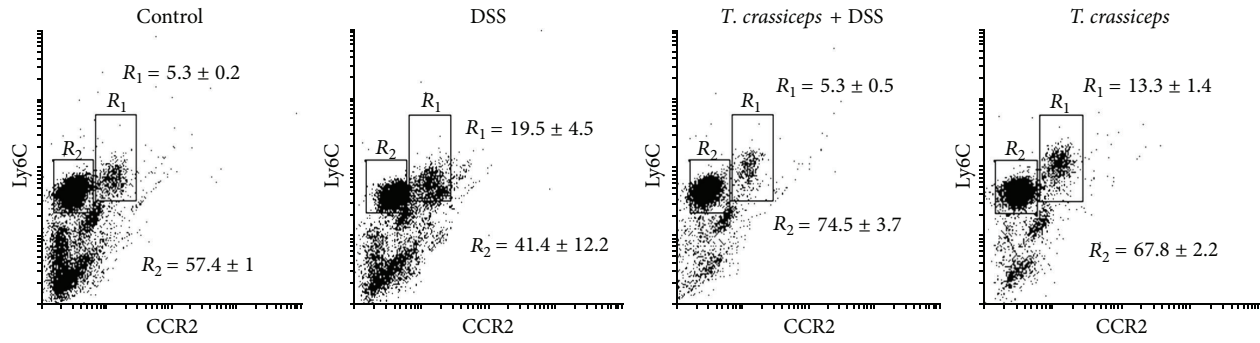 Control
R1 = 5.3 ± 0.2
R1
R2
R2 = 57.4 ± 1
Ly6C
CCR2
DSS
R1
R1 = 19.5 ± 4.5
R2
R2 = 41.4 ± 12.2
Ly6C
CCR2
T. crassiceps + DSS
R1 = 5.3 ± 0.5
R1
R2
R2 = 74.5 ± 3.7
Ly6C
CCR2
T. crassiceps
R1 = 13.3 ± 1.4
R1
R2
R2 = 67.8 ± 2.2
Ly6C
CCR2